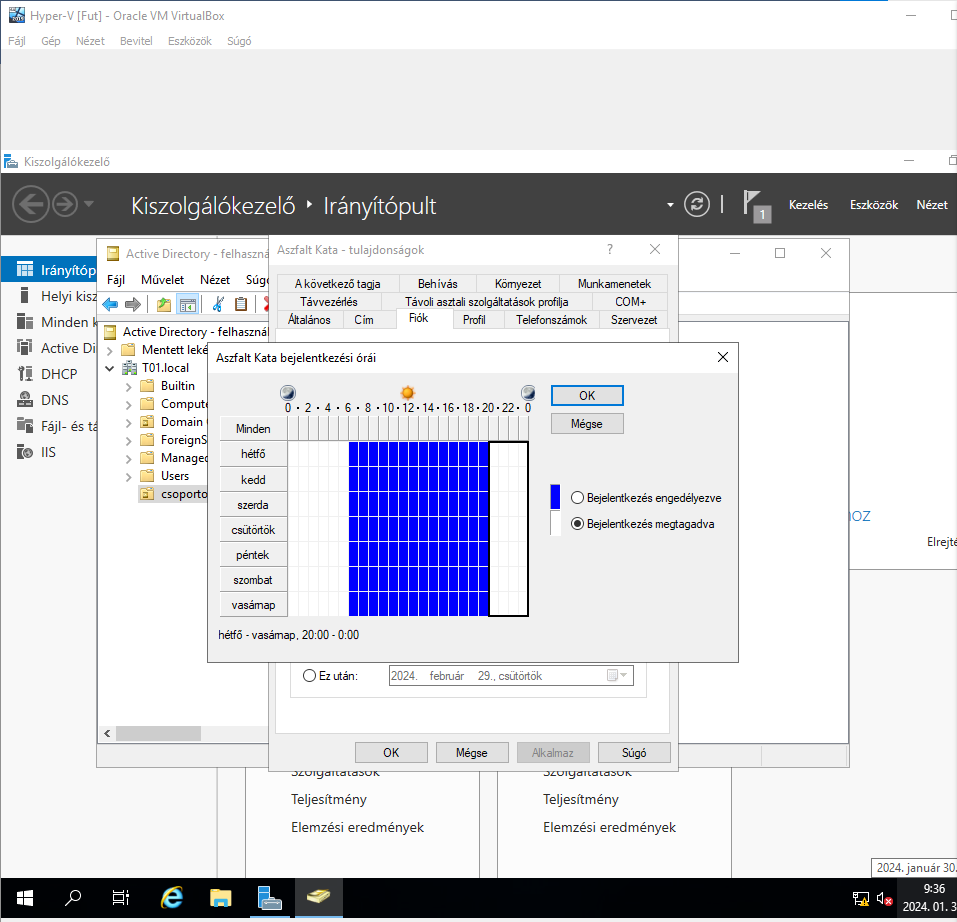 Hyper-V [Fut] - Oracle VM VirtualBox
Fájl Gép Nézet Bevitel Eszközök Súgó
Kiszolgálókezelő
Kiszolgálókezelő Irányítópult
1
Kezelés Eszközök Nézet
Irányítóp
Helyi kisz
Minden k
Active Di
DHCP
DNS
Fájl- és tá
IIS
Active Directory - felhaszná
Fájl Művelet Nézet Súgó
Active Directory - felhasznál
Mentett leké
T01.local
Builtin
Compute
Domain
ForeignS
Managed
Users
csoporto
Aszfalt Kata - tulajdonságok
A következő tagja Behívás Környezet Munkamenetek
Távvezérlés Távoli asztali szolgáltatások profilja COM+
Általános Cím Fiók Profil Telefonszámok Szervezet
Aszfalt Kata bejelentkezési órái
0 · 2 · 4 · 6 · 8 · 10 · 12 · 14 · 16 · 18 · 20 · 22 · 0
Minden
hétfő
kedd
szerda
csütörtök
péntek
szombat
vasárnap
OK
Mégse
Bejelentkezés engedélyezve
Bejelentkezés megtagadva
hétfő - vasárnap, 20:00 - 0:00
Ez után: 2024. február 29., csütörtök
OK Mégse Alkalmaz Súgó
HOZ
Elrejté
Szolgáltatások Szolgáltatások
Teljesítmény Teljesítmény
Elemzési eredmények Elemzési eredmények
2024. január 30.
9:36
2024. 01. 3